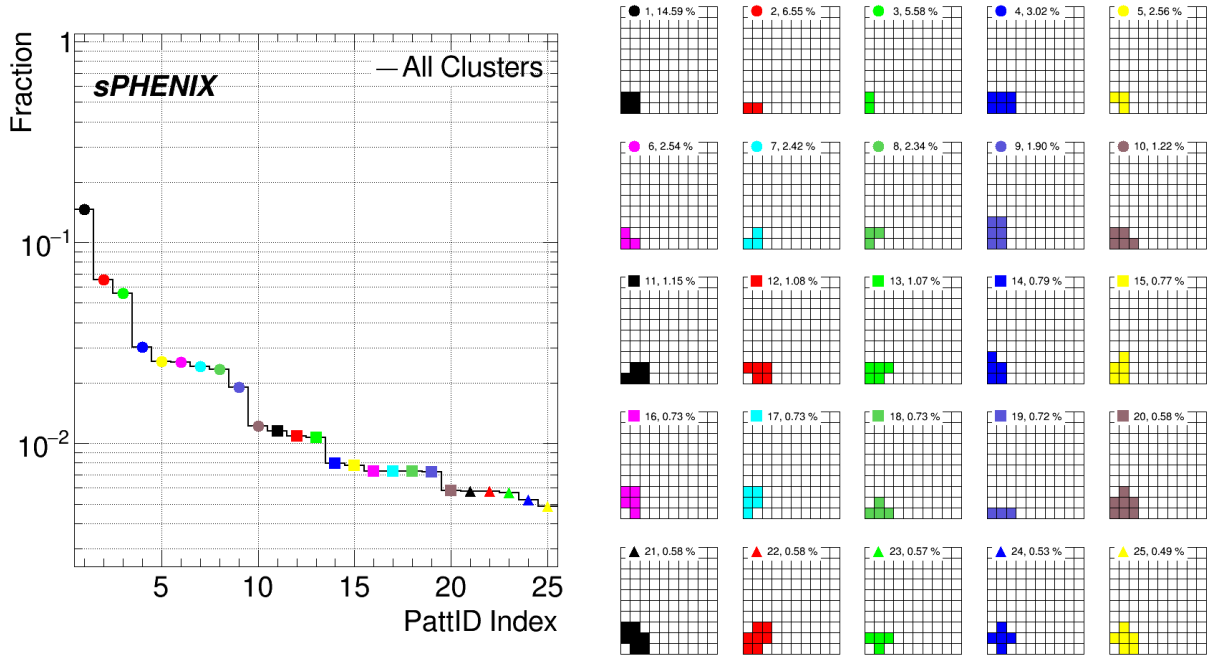 Fraction
1
10⁻¹
10⁻²
sPHENIX
All Clusters
5 10 15 20 25
PattID Index
1, 14.59 %
2, 6.55 %
3, 5.58 %
4, 3.02 %
5, 2.56 %
6, 2.54 %
7, 2.42 %
8, 2.34 %
9, 1.90 %
10, 1.22 %
11, 1.15 %
12, 1.08 %
13, 1.07 %
14, 0.79 %
15, 0.77 %
16, 0.73 %
17, 0.73 %
18, 0.73 %
19, 0.72 %
20, 0.58 %
21, 0.58 %
22, 0.58 %
23, 0.57 %
24, 0.53 %
25, 0.49 %